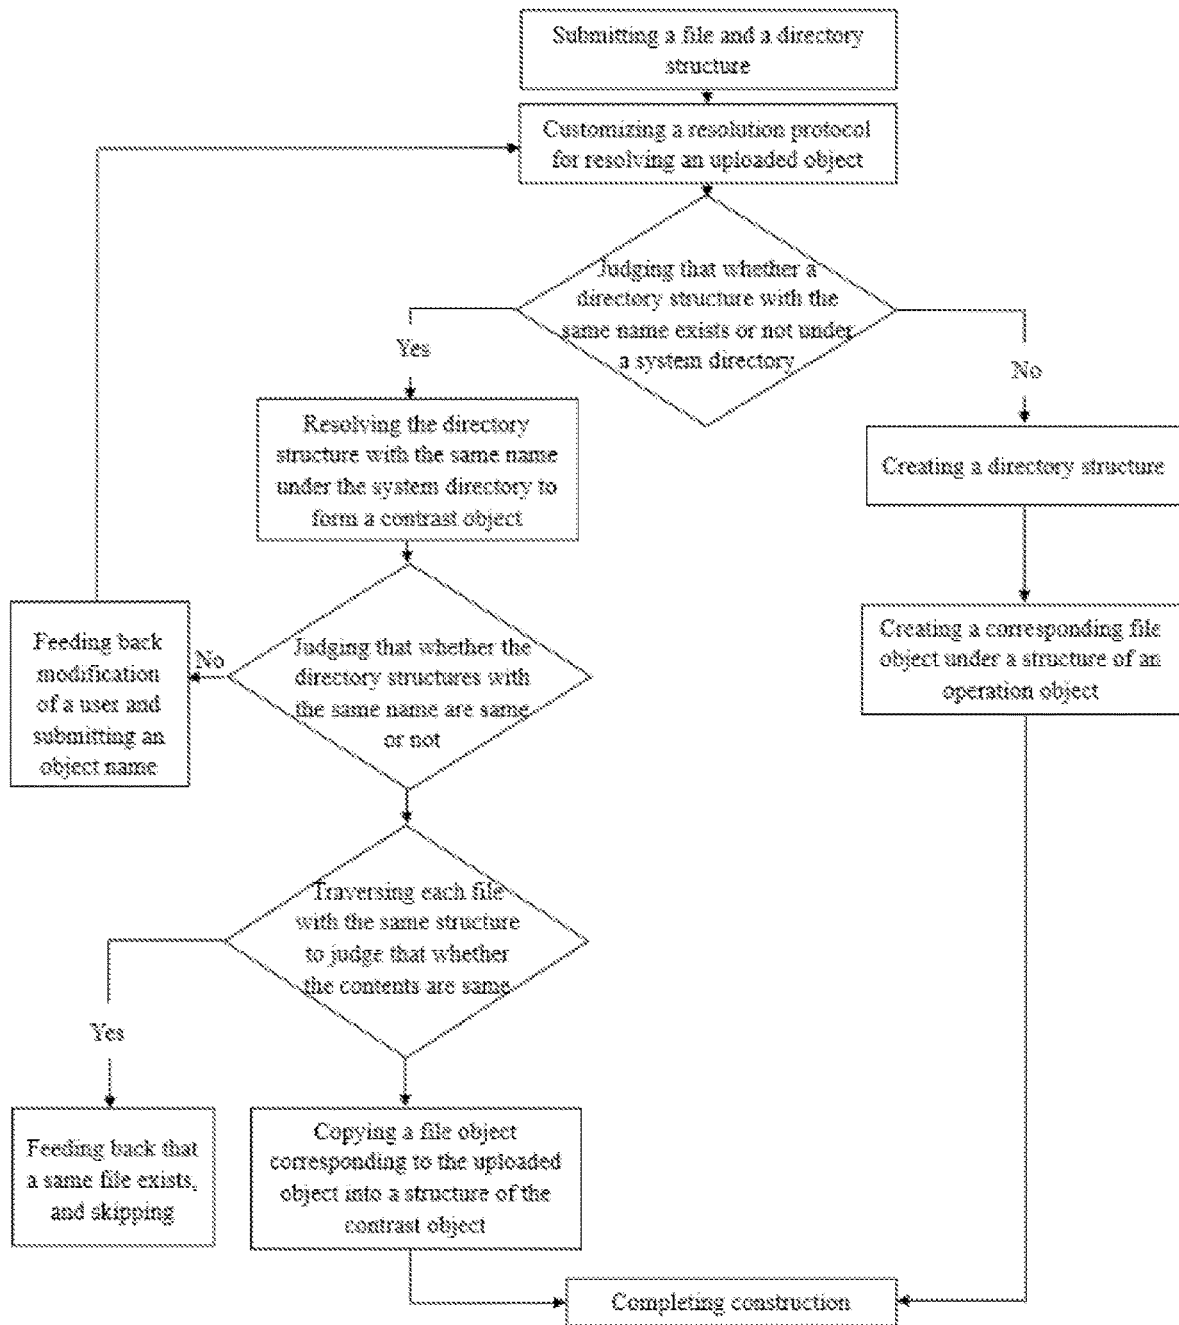 Submitting a file and a directory
structure
Customizing a resolution protocol
for resolving an uploaded object
Judging that whether a
directory structure with the
same name exists or not under
a system directory
Yes
No
Resolving the directory
structure with the same name
under the system directory to
form a contrast object
Creating a directory structure
Feeding back
modification
of a user and
submitting an
object name
No
Judging that whether the
directory structures with
the same name are same
or not
Creating a corresponding file
object under a structure of an
operation object
Traversing each file
with the same structure
to judge that whether
the contents are same
Yes
Feeding back that
a same file exists,
and skipping
Copying a file object
corresponding to the uploaded
object into a structure of the
contrast object
Completing construction